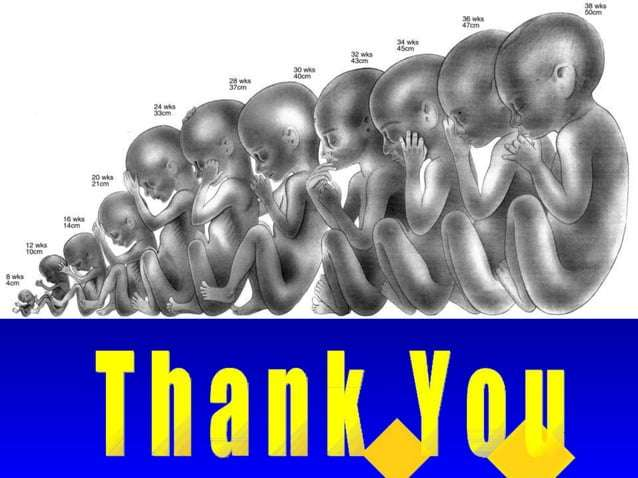 8 wks
4cm
12 wks
10cm
16 wks
14cm
20 wks
21cm
24 wks
33cm
28 wks
37cm
30 wks
40cm
32 wks
43cm
34 wks
45cm
36 wks
47cm
38 wks
50cm
Thank You